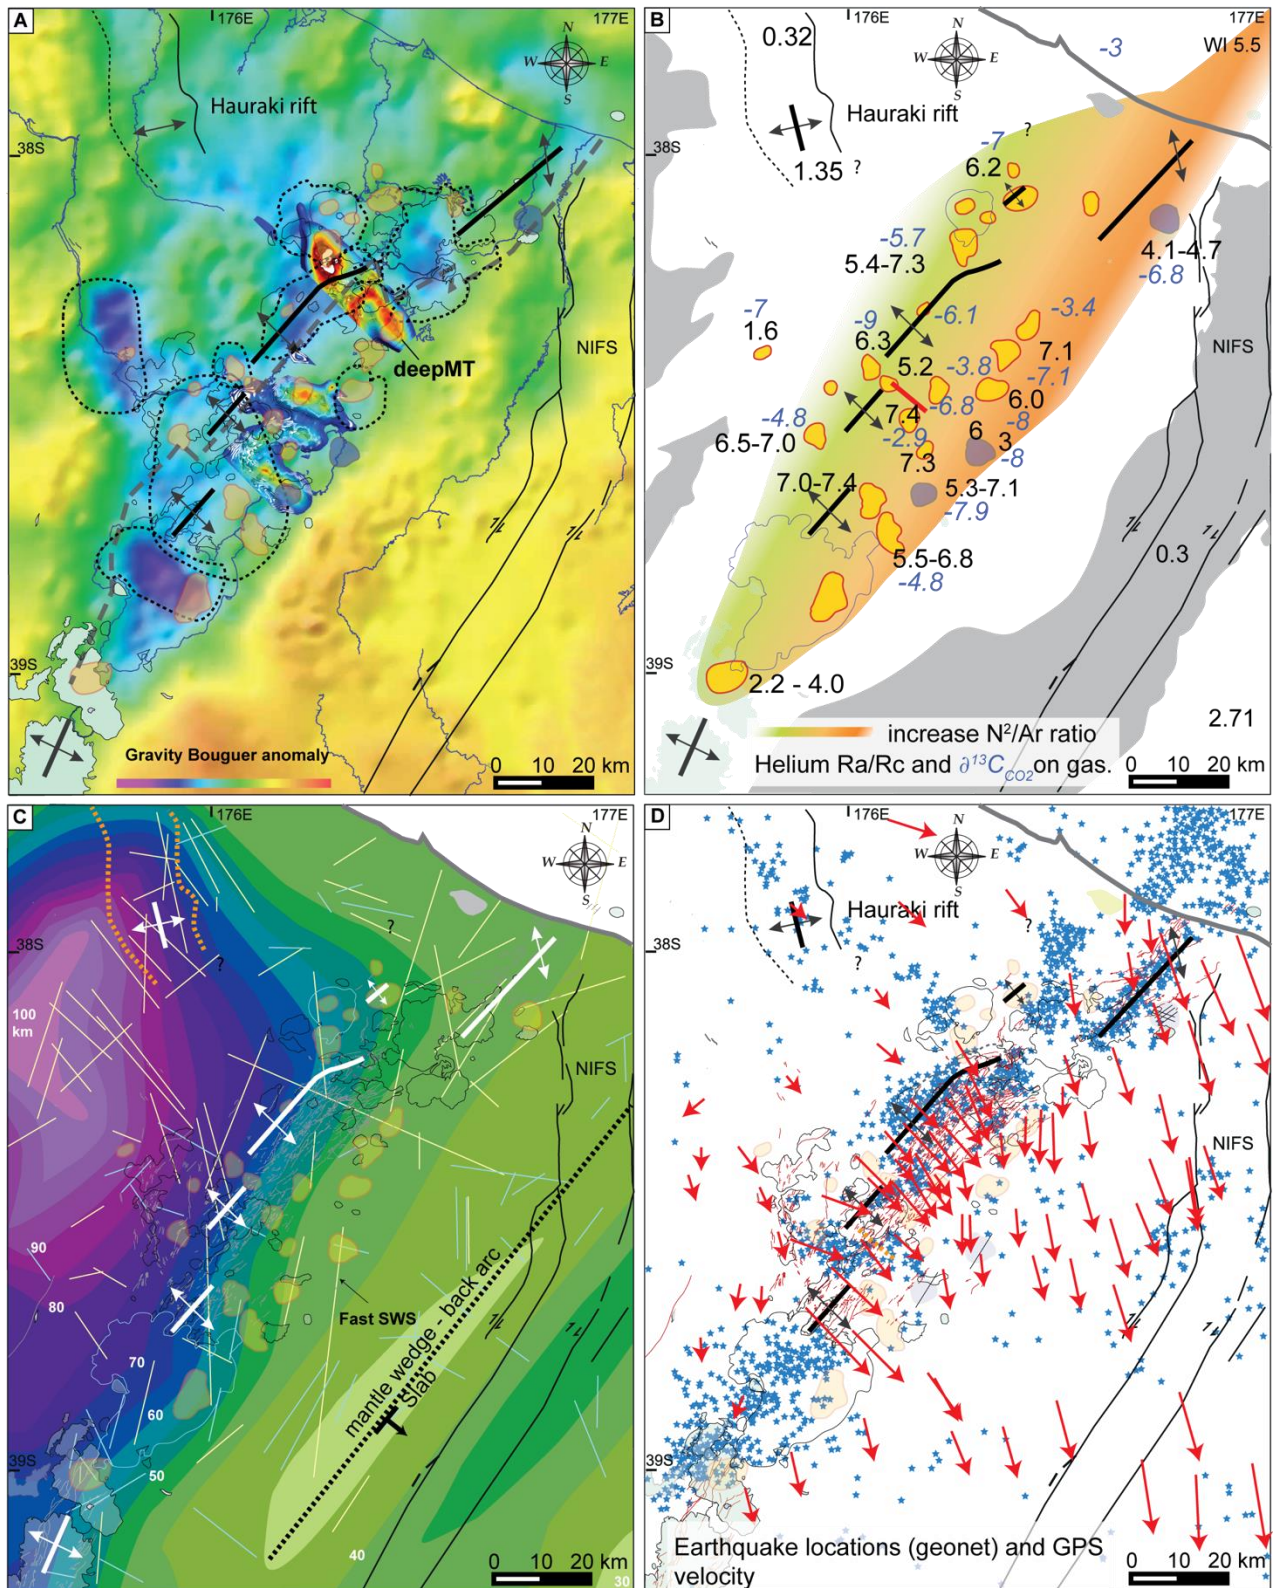 A
176E
177E
N
W E
S
Hauraki rift
38S
NIFS
deepMT
39S
Gravity Bouguer anomaly
0 10 20 km
B
176E
177E
-3
WI 5.5
0.32
N
W E
S
Hauraki rift
38S
1.35
?
-7
?
6.2
-5.7
5.4-7.3
4.1-4.7
-6.8
-7
1.6
-9
6.3
-6.1
-3.4
NIFS
5.2
-3.8
7.1
-7.1
-4.8
6.5-7.0
7.4
-6.8
6.0
-2.9
6
-8
3
7.3
-8
7.0-7.4
5.3-7.1
-7.9
5.5-6.8
-4.8
0.3
39S
2.2 - 4.0
2.71
increase N²/Ar ratio
Helium Ra/Rc and ∂¹³C_CO2 on gas.
0 10 20 km
C
176E
177E
N
W E
S
38S
?
?
100
km
NIFS
90
80
Fast SWS
mantle wedge - back arc
Slab
70
60
39S
50
40
30
0 10 20 km
D
176E
177E
N
W E
S
Hauraki rift
?
38S
?
NIFS
39S
Earthquake locations (geonet) and GPS
velocity
0 10 20 km